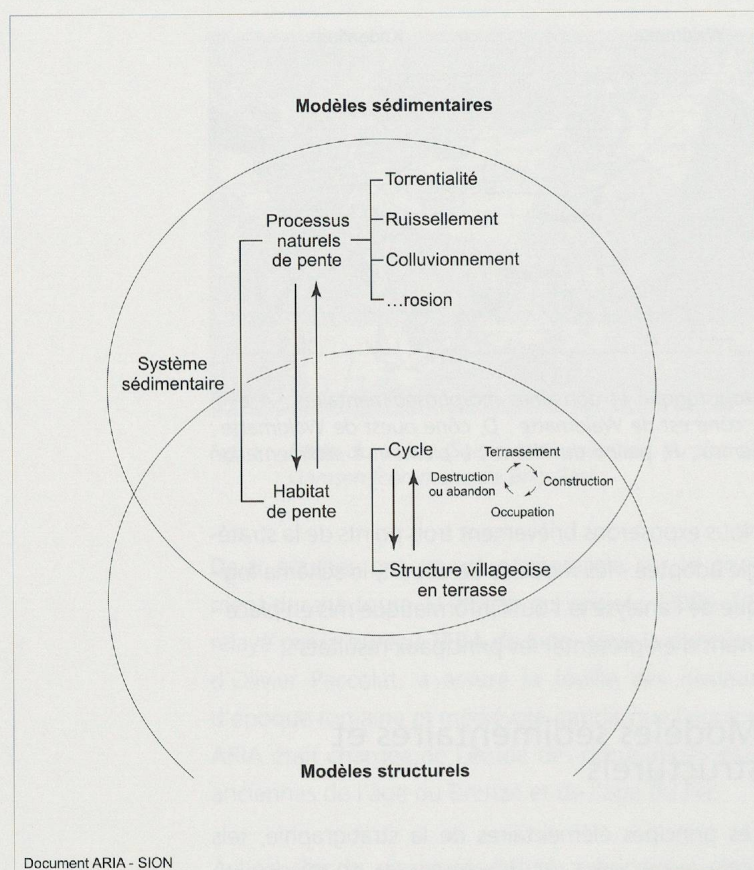 Modèles sédimentaires
Torrentialité
Processus
naturels
de pente
Ruissellement
Colluvionnement
...rosion
Système
sédimentaire
Cycle
Terrassement
Destruction
ou abandon
Construction
Occupation
Habitat
de pente
Structure villageoise
en terrasse
Modèles structurels
Document ARIA - SION